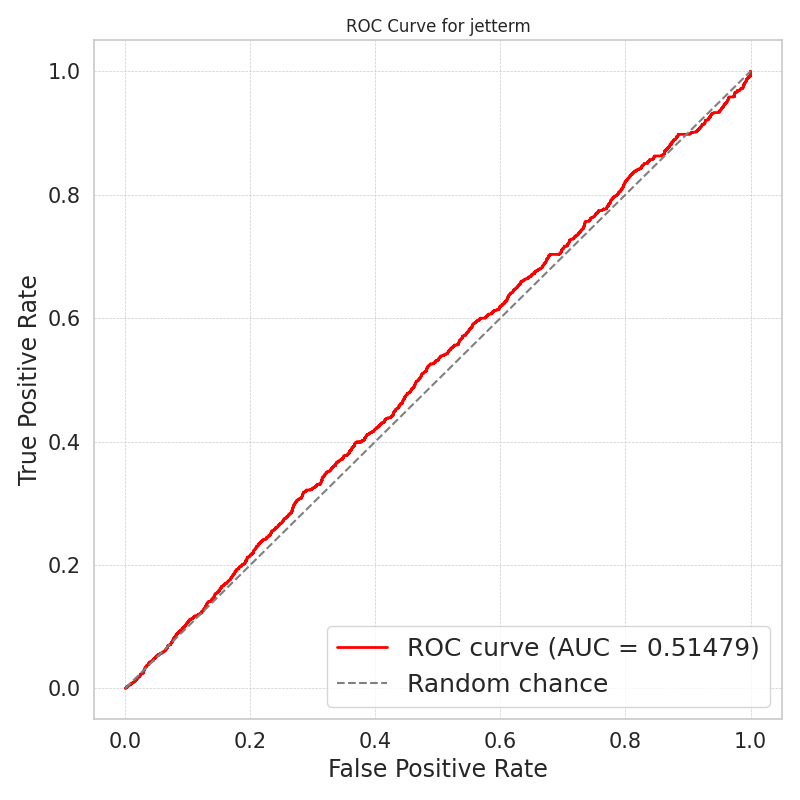 ROC Curve for jetterm
1.0
0.8
0.6
0.4
0.2
0.0
True Positive Rate
ROC curve (AUC = 0.51479)
Random chance
0.0 0.2 0.4 0.6 0.8 1.0
False Positive Rate